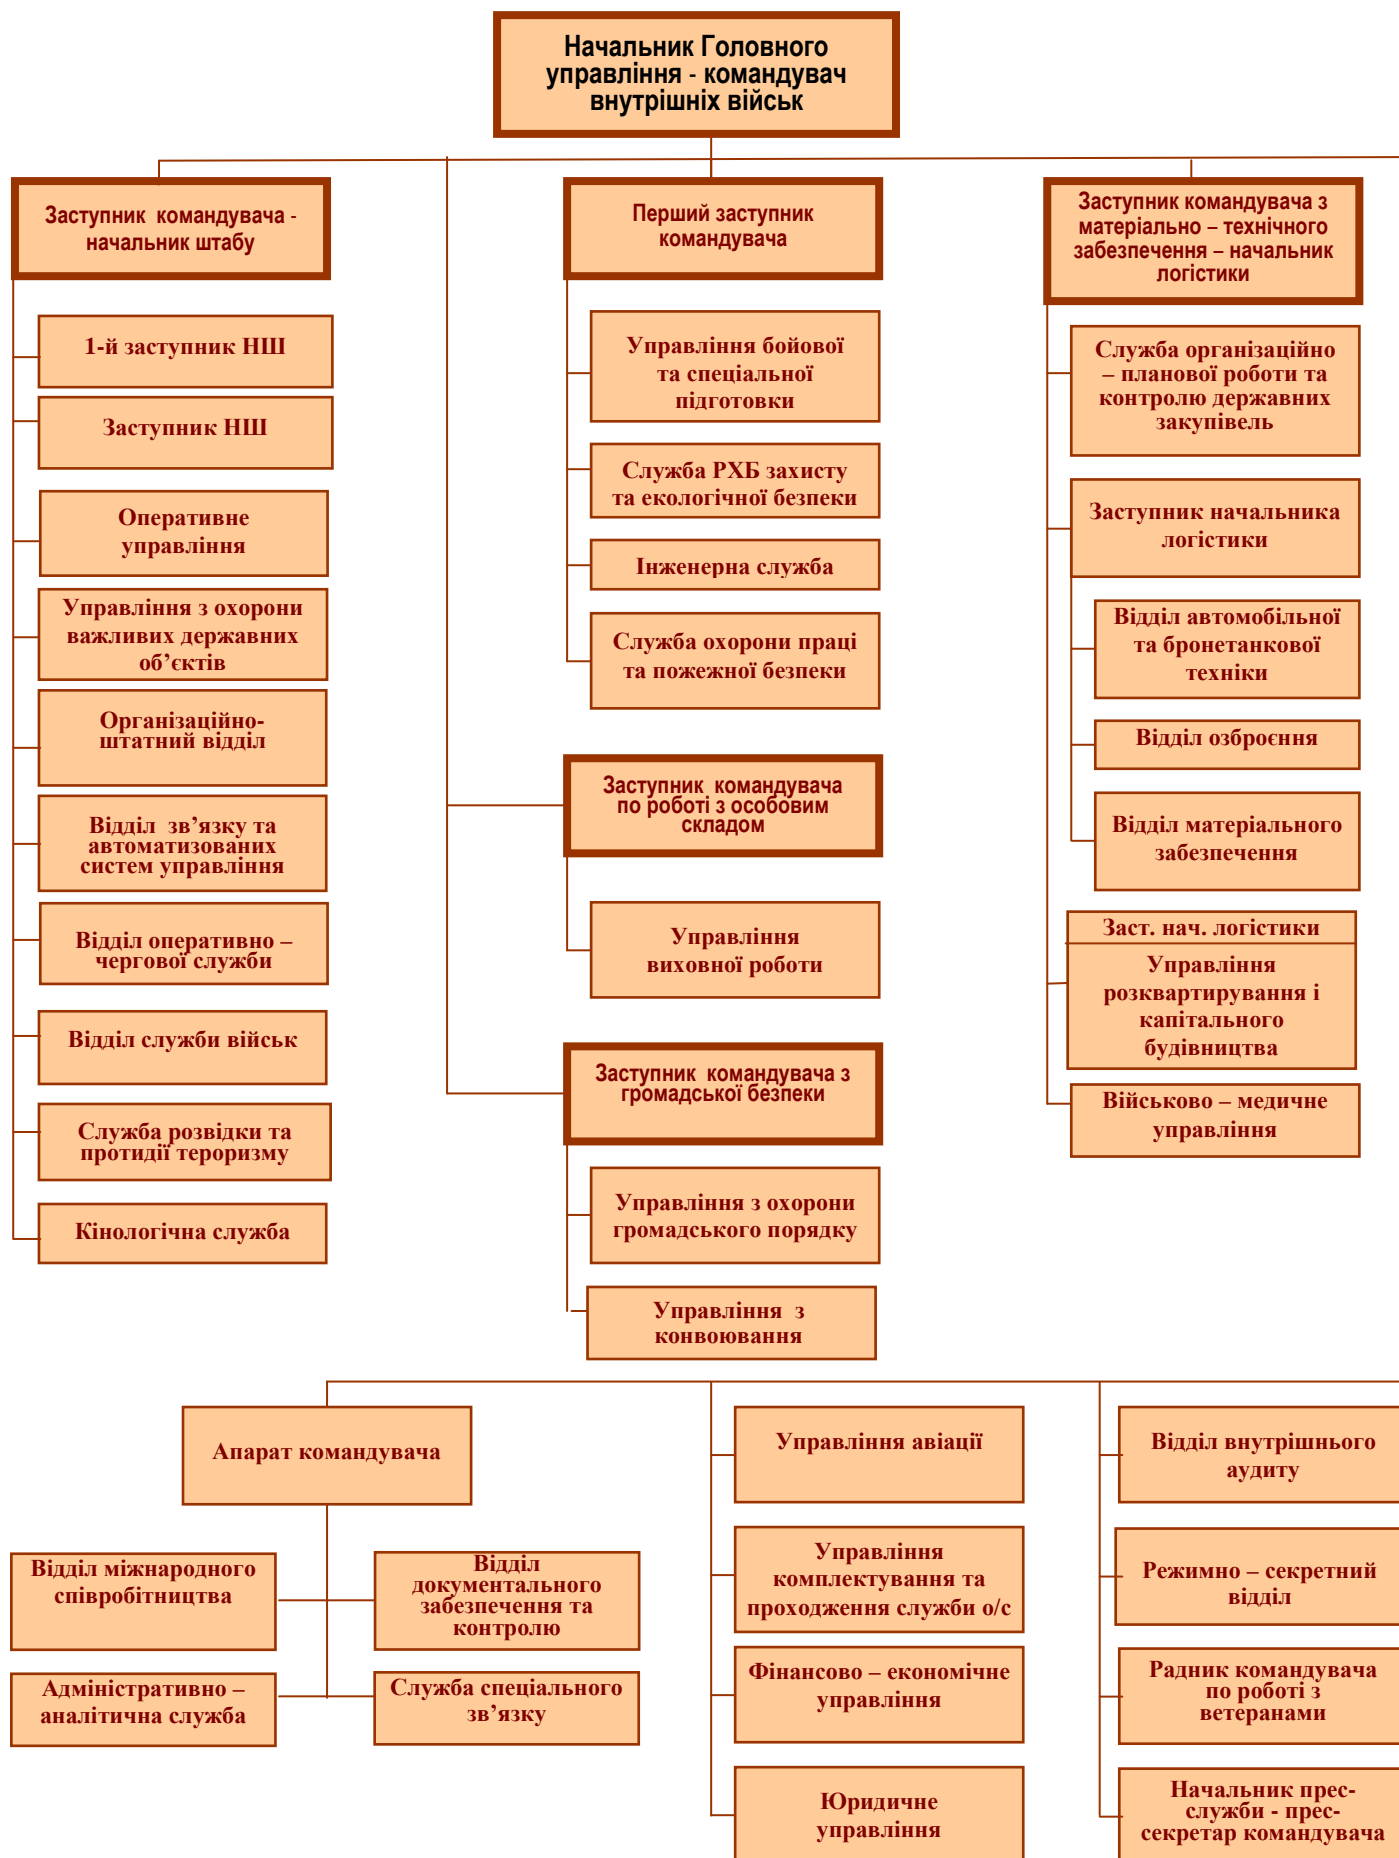 Начальник Головного
управління - командувач
внутрішніх військ
Заступник командувача -
начальник штабу
1-й заступник НШ
Заступник НШ
Оперативне
управління
Управління з охорони
важливих державних
об’єктів
Організаційно-
штатний відділ
Відділ зв’язку та
автоматизованих
систем управління
Відділ оперативно –
чергової служби
Відділ служби військ
Служба розвідки та
протидії тероризму
Кінологічна служба
Перший заступник
командувача
Управління бойової
та спеціальної
підготовки
Служба РХБ захисту
та екологічної безпеки
Інженерна служба
Служба охорони праці
та пожежної безпеки
Заступник командувача
по роботі з особовим
складом
Управління
виховної роботи
Заступник командувача з
громадської безпеки
Управління з охорони
громадського порядку
Управління з
конвоювання
Заступник командувача з
матеріально – технічного
забезпечення – начальник
логістики
Служба організаційно
– планової роботи та
контролю державних
закупівель
Заступник начальника
логістики
Відділ автомобільної
та бронетанкової
техніки
Відділ озброєння
Відділ матеріального
забезпечення
Заст. нач. логістики
Управління
розквартирування і
капітального
будівництва
Військово – медичне
управління
Апарат командувача
Відділ міжнародного
співробітництва
Відділ
документального
забезпечення та
контролю
Адміністративно –
аналітична служба
Служба спеціального
зв’язку
Управління авіації
Управління
комплектування та
проходження служби о/с
Фінансово – економічне
управління
Юридичне
управління
Відділ внутрішнього
аудиту
Режимно – секретний
відділ
Радник командувача
по роботі з
ветеранами
Начальник прес-
служби - прес-
секретар командувача